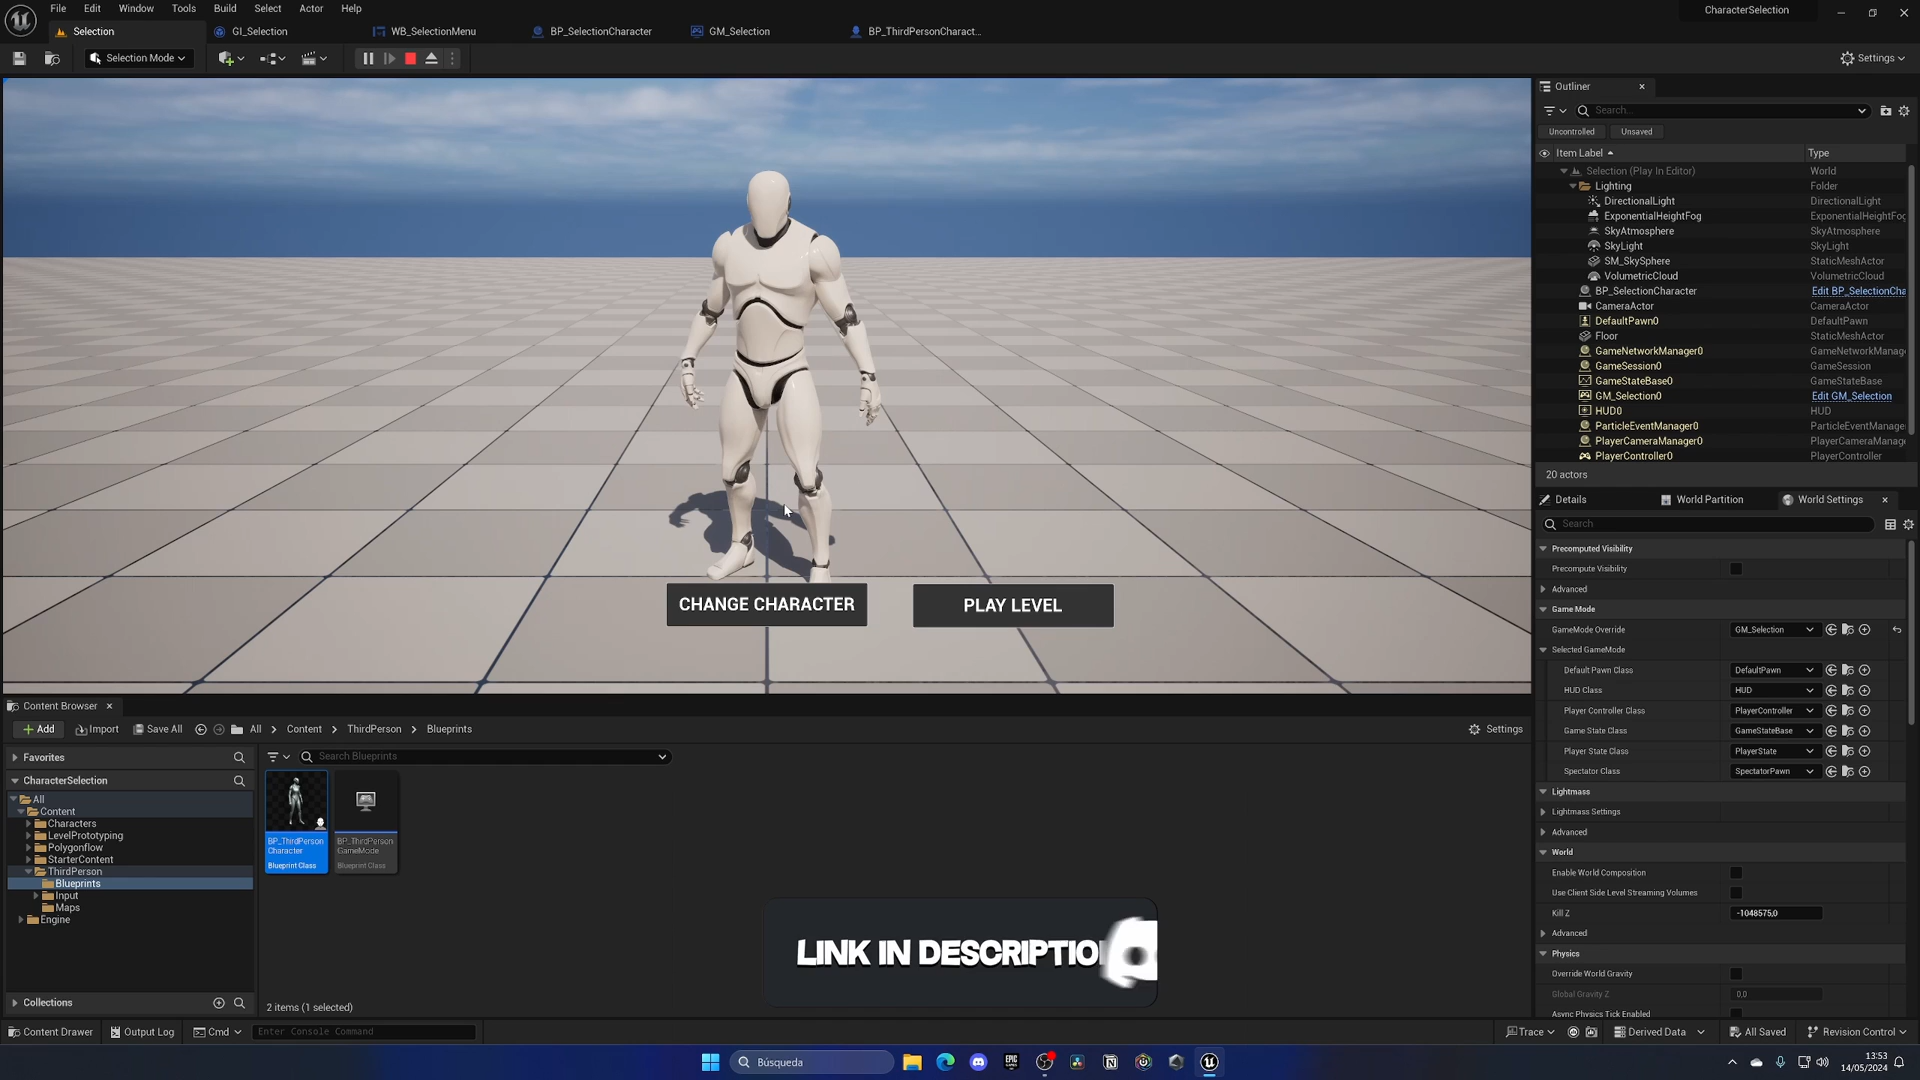 File Edit Window Tools Build Select Actor Help
CharacterSelection
Selection GI_Selection WB_SelectionMenu BP_SelectionCharacter GM_Selection BP_ThirdPersonCharact...
Selection Mode
Settings
Outliner
Search...
Uncontrolled Unsaved
Item Label Type
Selection (Play In Editor) World
Lighting Folder
DirectionalLight DirectionalLight
ExponentialHeightFog ExponentialHeightFog
SkyAtmosphere SkyAtmosphere
SkyLight SkyLight
SM_SkySphere StaticMeshActor
VolumetricCloud VolumetricCloud
BP_SelectionCharacter Edit BP_SelectionCha
CameraActor CameraActor
DefaultPawn0 DefaultPawn
Floor StaticMeshActor
GameNetworkManager0 GameNetworkManag
GameSession0 GameSession
GameStateBase0 GameStateBase
GM_Selection0 Edit GM_Selection
HUD0 HUD
ParticleEventManager0 ParticleEventManage
PlayerCameraManager0 PlayerCameraManag
PlayerController0 PlayerController
20 actors
CHANGE CHARACTER PLAY LEVEL
Details World Partition World Settings
Search
Precomputed Visibility
Precompute Visibility
Advanced
Game Mode
GameMode Override GM_Selection
Selected GameMode
Default Pawn Class DefaultPawn
HUD Class HUD
Player Controller Class PlayerController
Game State Class GameStateBase
Player State Class PlayerState
Spectator Class SpectatorPawn
Lightmass
Lightmass Settings
Advanced
World
Enable World Composition
Use Client Side Level Streaming Volumes
Kill Z -1048575,0
Advanced
Physics
Override World Gravity
Global Gravity Z 0,0
Async Physics Tick Enabled
Content Browser
Add Import Save All All Content ThirdPerson Blueprints Settings
Favorites
Search Blueprints
CharacterSelection
All
Content
Characters
LevelPrototyping
Polygonflow
StarterContent
ThirdPerson
Blueprints
Input
Maps
Engine
Collections
BP_ThirdPerson
Character
Blueprint Class
BP_ThirdPerson
GameMode
Blueprint Class
LINK IN DESCRIPTIO
2 items (1 selected)
Content Drawer Output Log Cmd Enter Console Command
Trace Derived Data All Saved Revision Control
Búsqueda
EPIC
13:53
14/05/2024